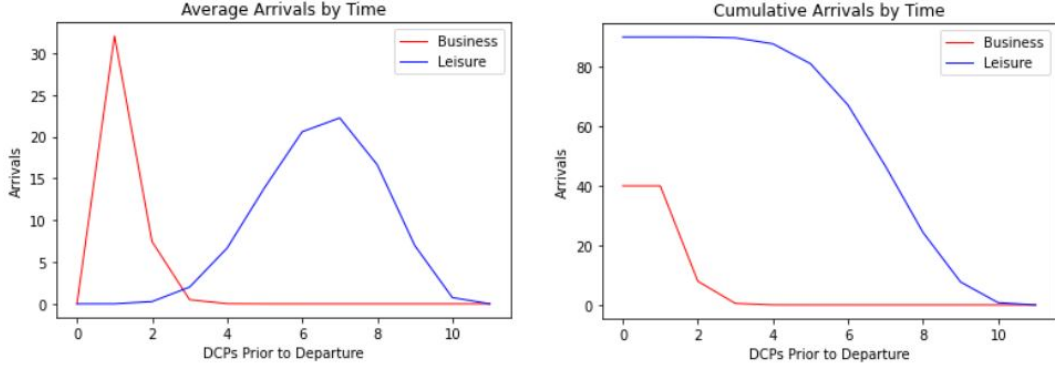 Average Arrivals by Time
Business
Leisure
30
25
20
15
10
5
0
Arrivals
0 2 4 6 8 10
DCPs Prior to Departure
Cumulative Arrivals by Time
Business
Leisure
80
60
40
20
0
Arrivals
0 2 4 6 8 10
DCPs Prior to Departure